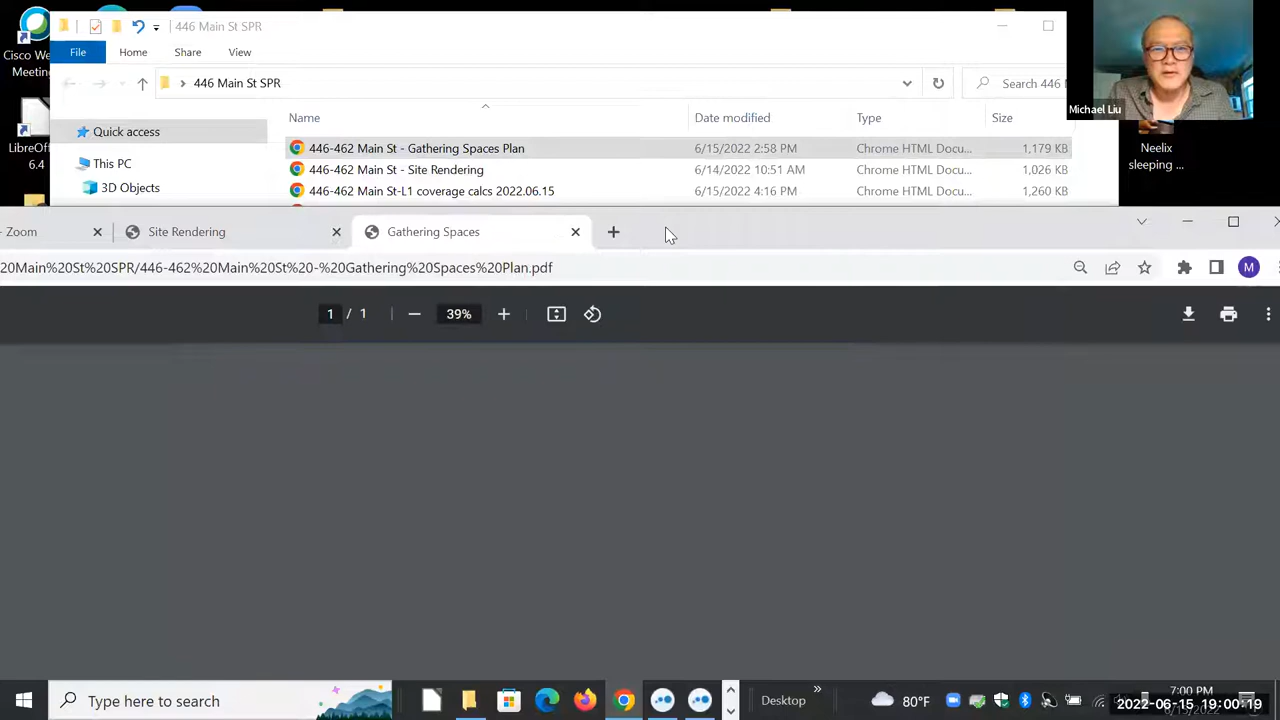 446 Main St SPR
Cisco We
Meeting
File Home Share View
446 Main St SPR
Search 446
Michael Liu
Name Date modified Type Size
Quick access
446-462 Main St - Gathering Spaces Plan 6/15/2022 2:58 PM Chrome HTML Docu... 1,179 KB
LibreOff
6.4
This PC
446-462 Main St - Site Rendering 6/14/2022 10:51 AM Chrome HTML Docu... 1,026 KB
Neelix
sleeping ...
3D Objects
446-462 Main St-L1 coverage calcs 2022.06.15 6/15/2022 4:16 PM Chrome HTML Docu... 1,260 KB
- Zoom Site Rendering Gathering Spaces
20Main%20St%20SPR/446-462%20Main%20St%20-%20Gathering%20Spaces%20Plan.pdf
M
1 / 1 39%
Type here to search
Desktop
80°F
7:00 PM
2022-06-15 19:00:19